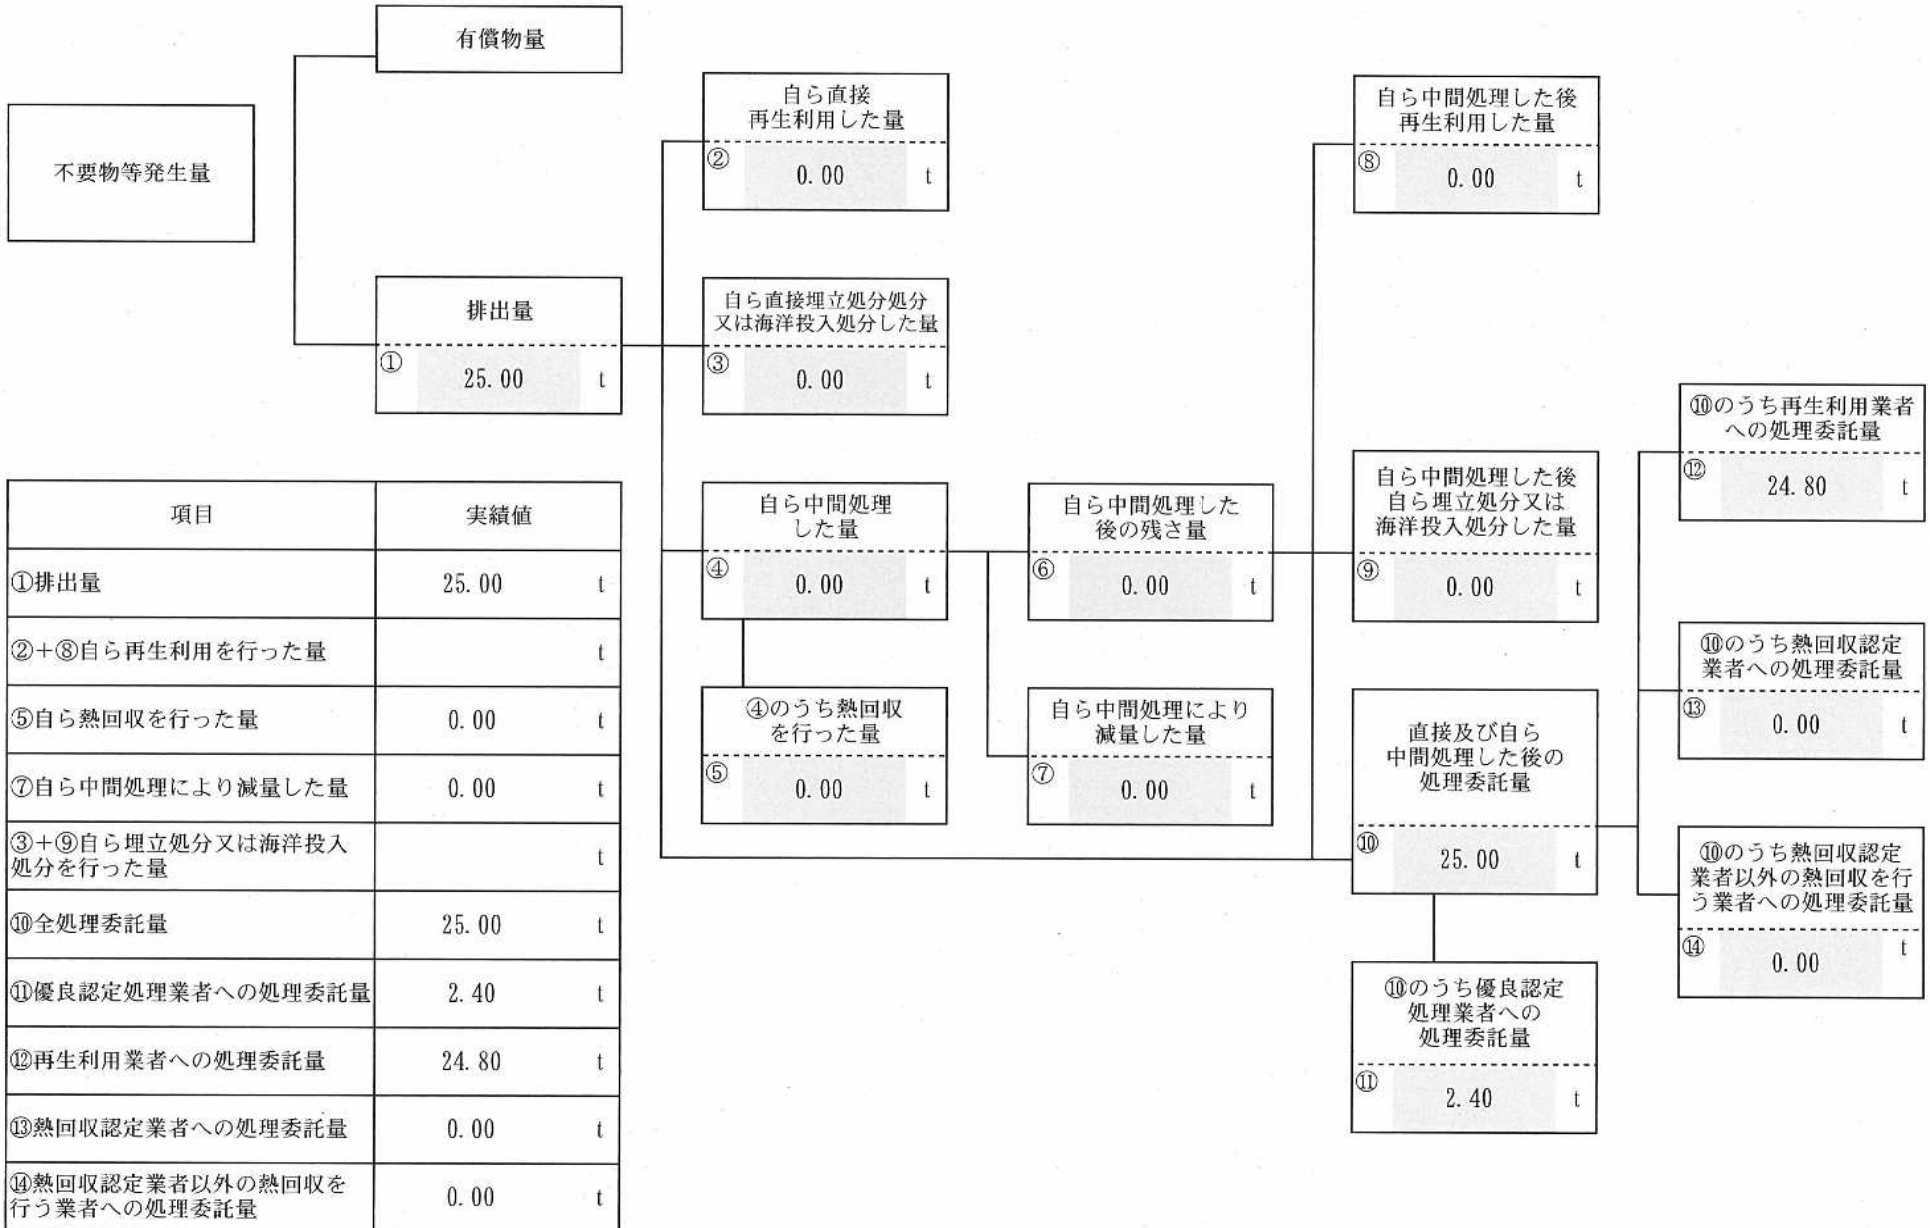 有償物量
不要物等発生量
排出量
① 25.00 t
自ら直接
再生利用した量
② 0.00 t
自ら直接埋立処分処分
又は海洋投入処分した量
③ 0.00 t
自ら中間処理
した量
④ 0.00 t
④のうち熱回収
を行った量
⑤ 0.00 t
自ら中間処理した
後の残さ量
⑥ 0.00 t
自ら中間処理により
減量した量
⑦ 0.00 t
自ら中間処理した後
再生利用した量
⑧ 0.00 t
自ら中間処理した後
自ら埋立処分又は
海洋投入処分した量
⑨ 0.00 t
直接及び自ら
中間処理した後の
処理委託量
⑩ 25.00 t
⑩のうち優良認定
処理業者への
処理委託量
⑪ 2.40 t
⑩のうち再生利用業者
への処理委託量
⑫ 24.80 t
⑩のうち熱回収認定
業者への処理委託量
⑬ 0.00 t
⑩のうち熱回収認定
業者以外の熱回収を行
う業者への処理委託量
⑭ 0.00 t
項目 実績値
①排出量 25.00 t
②+⑧自ら再生利用を行った量 t
⑤自ら熱回収を行った量 0.00 t
⑦自ら中間処理により減量した量 0.00 t
③+⑨自ら埋立処分又は海洋投入
処分を行った量 t
⑩全処理委託量 25.00 t
⑪優良認定処理業者への処理委託量 2.40 t
⑫再生利用業者への処理委託量 24.80 t
⑬熱回収認定業者への処理委託量 0.00 t
⑭熱回収認定業者以外の熱回収を
行う業者への処理委託量 0.00 t